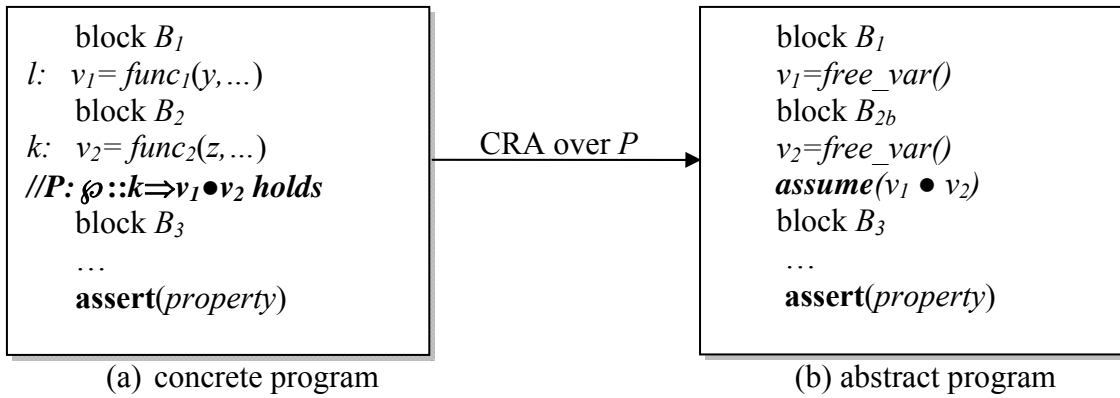 block B₁
l: v₁= func₁(y,…)
block B₂
k: v₂= func₂(z,…)
//P: ℘::k⇒v₁●v₂ holds
block B₃
…
assert(property)
CRA over P
block B₁
v₁=free_var()
block B₂b
v₂=free_var()
assume(v₁ ● v₂)
block B₃
…
assert(property)
(a) concrete program
(b) abstract program